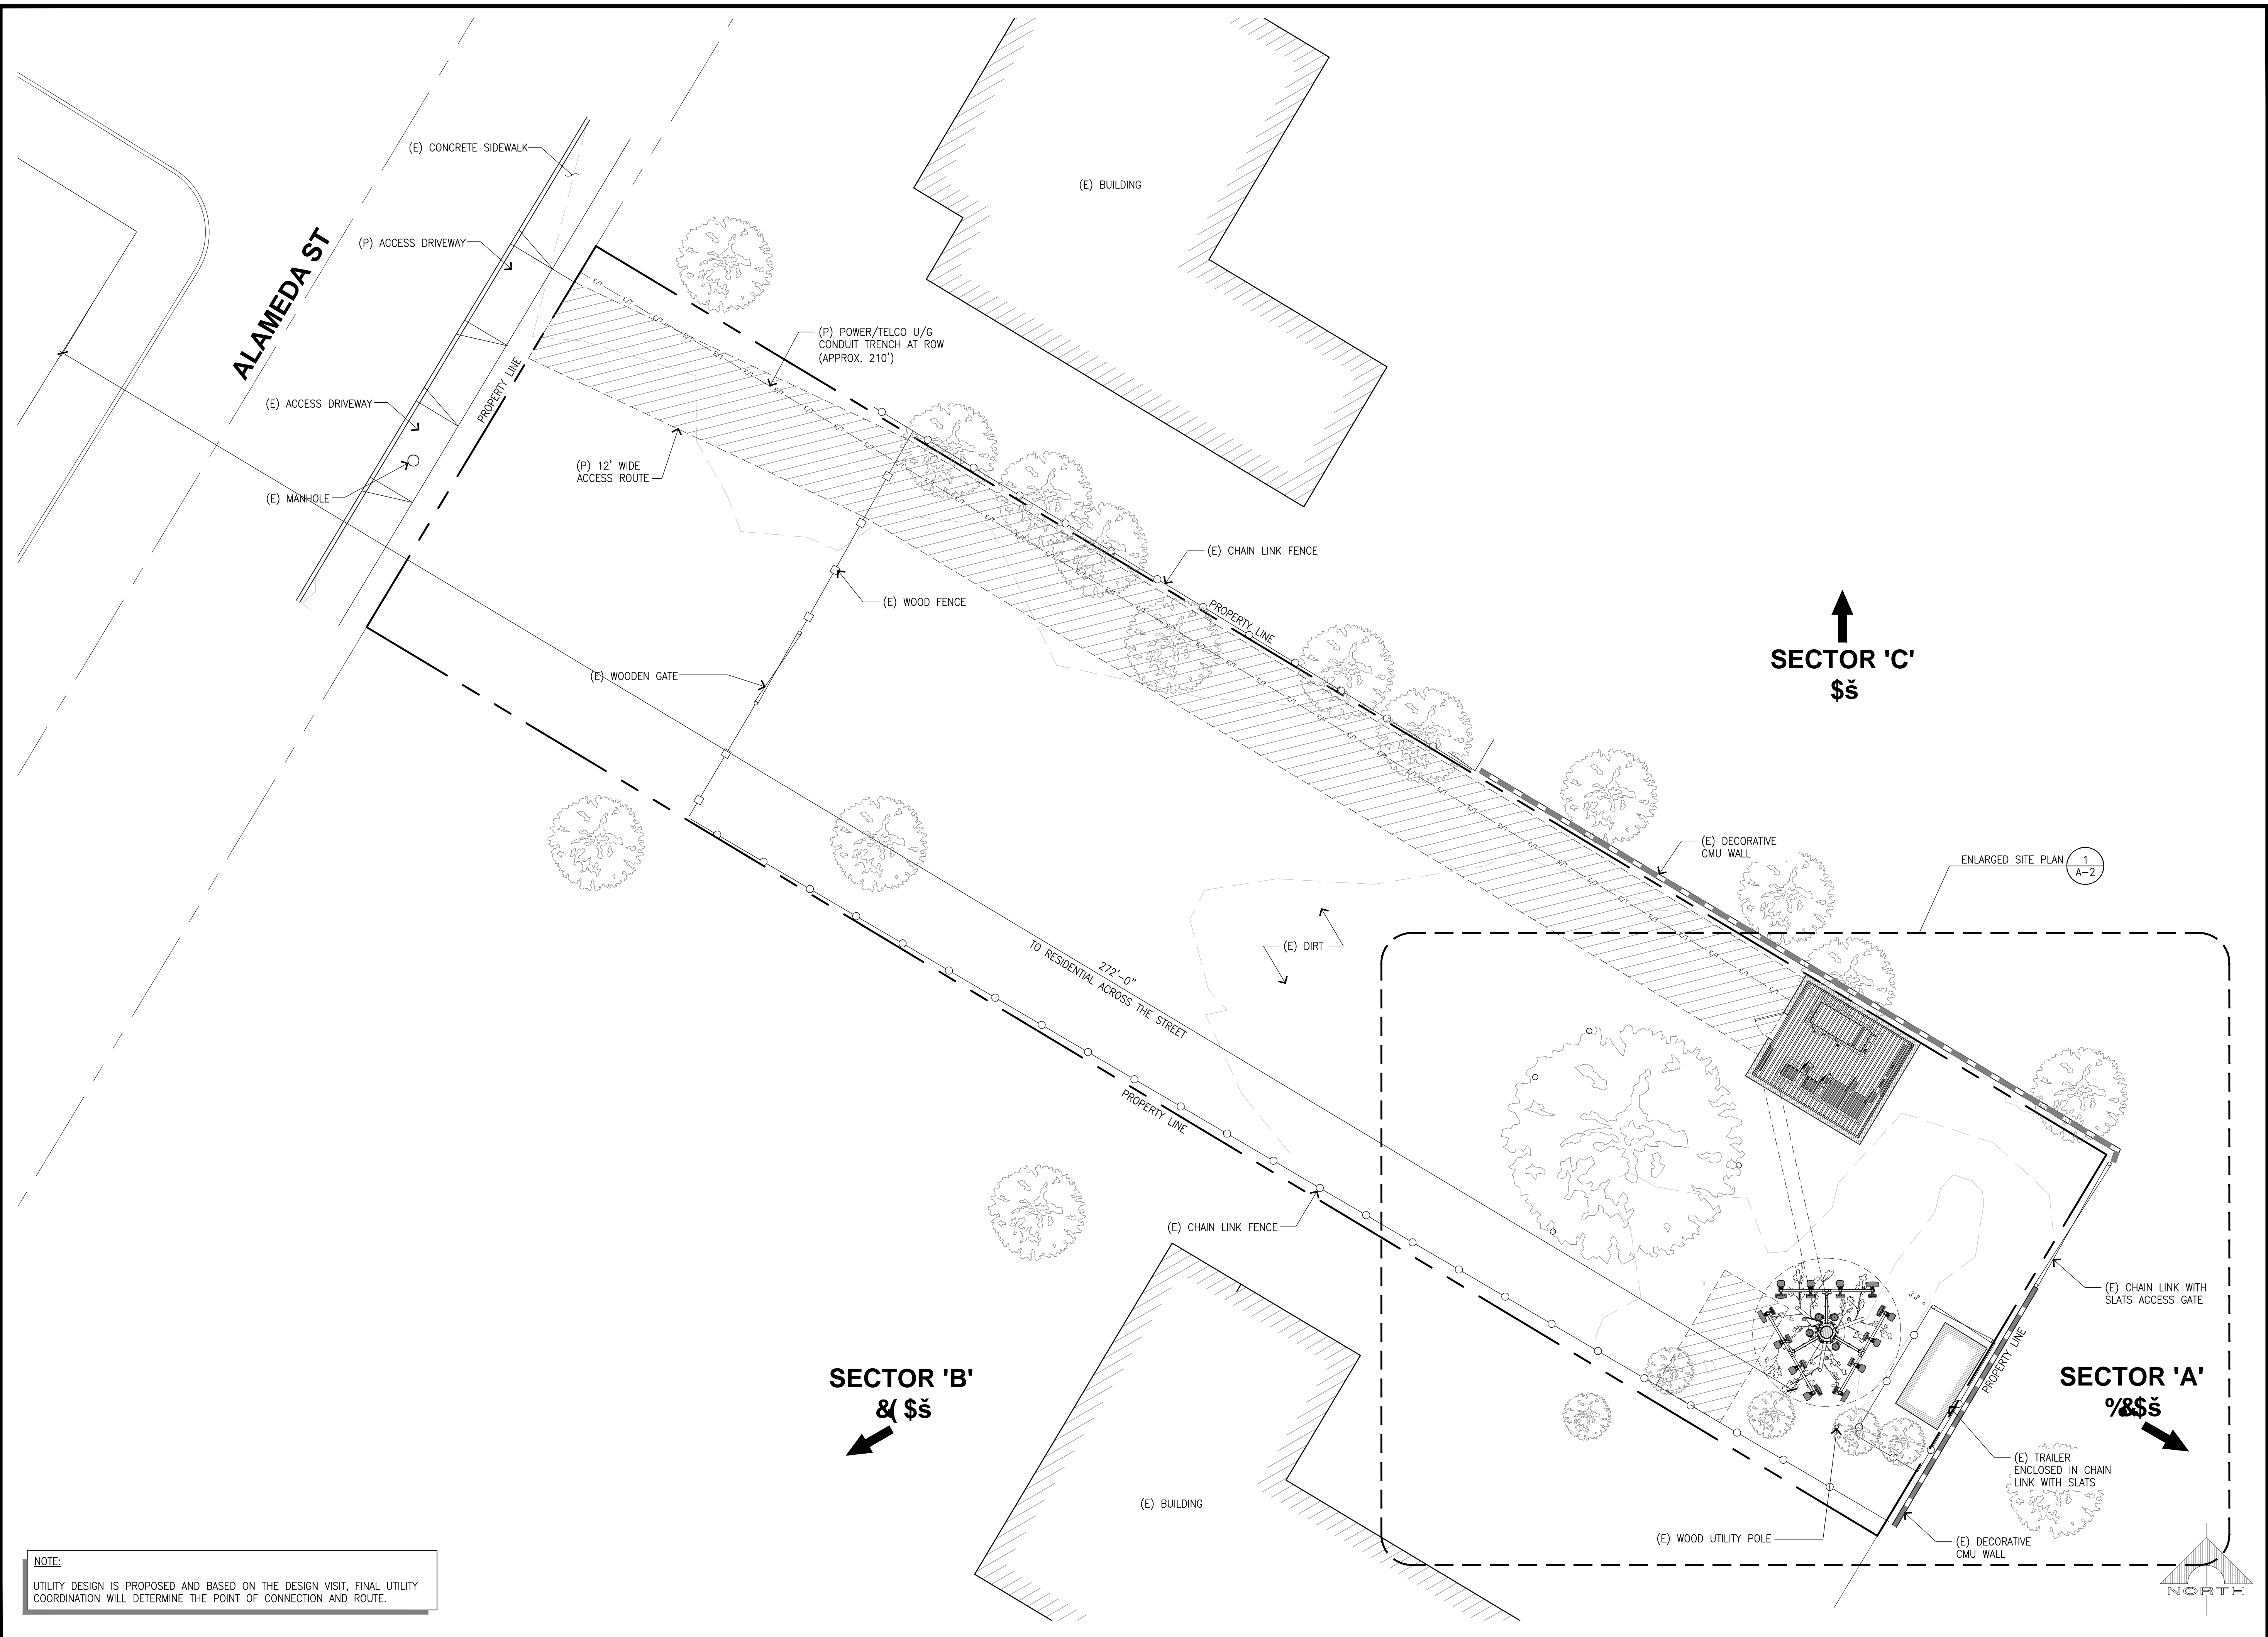 (E) CONCRETE SIDEWALK
(E) BUILDING
(P) ACCESS DRIVEWAY
ALAMEDA ST
(P) POWER/TELCO U/G
CONDUIT TRENCH AT ROW
(APPROX. 210')
PROPERTY LINE
(E) ACCESS DRIVEWAY
(P) 12' WIDE
ACCESS ROUTE
(E) MANHOLE
(E) CHAIN LINK FENCE
(E) WOOD FENCE
PROPERTY LINE
(E) WOODEN GATE
SECTOR 'C'
$š
(E) DECORATIVE
CMU WALL
ENLARGED SITE PLAN
1
A-2
(E) DIRT
272'-0"
TO RESIDENTIAL ACROSS THE STREET
PROPERTY LINE
(E) CHAIN LINK FENCE
(E) CHAIN LINK WITH
SLATS ACCESS GATE
PROPERTY LINE
SECTOR 'B'
&( $š
SECTOR 'A'
%&$š
(E) TRAILER
ENCLOSED IN CHAIN
LINK WITH SLATS
(E) BUILDING
(E) WOOD UTILITY POLE
(E) DECORATIVE
CMU WALL
NOTE:
UTILITY DESIGN IS PROPOSED AND BASED ON THE DESIGN VISIT, FINAL UTILITY
COORDINATION WILL DETERMINE THE POINT OF CONNECTION AND ROUTE.
NORTH